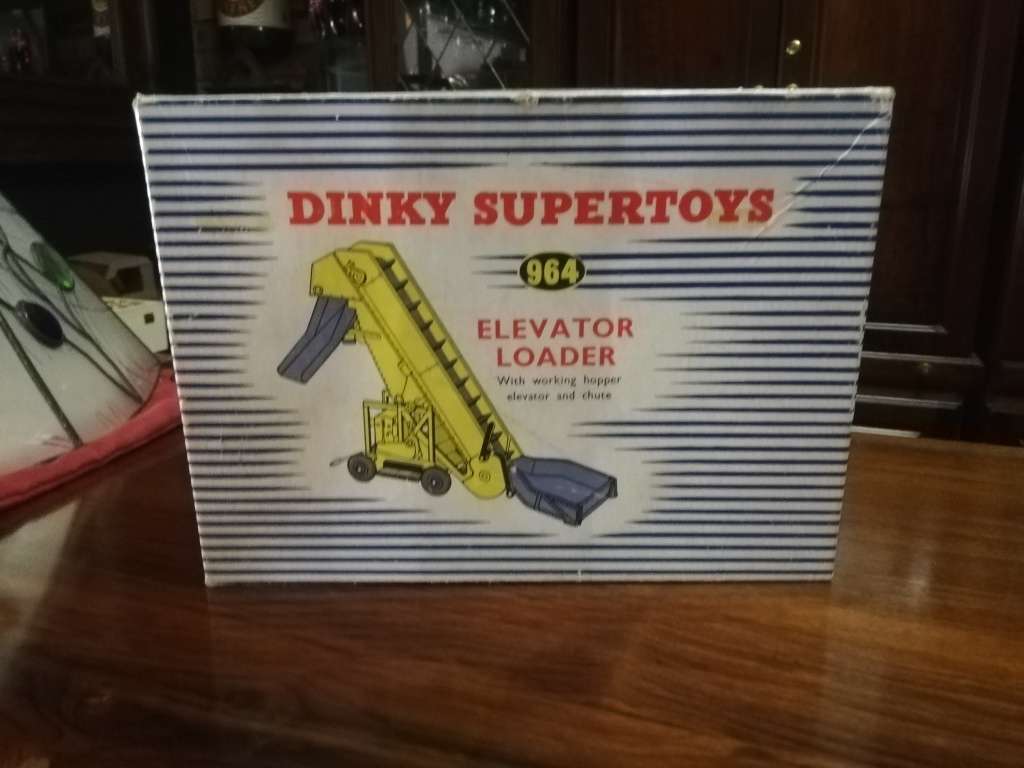 DINKY SUPERTOYS
964
ELEVATOR
LOADER
With working hopper
elevator and chute